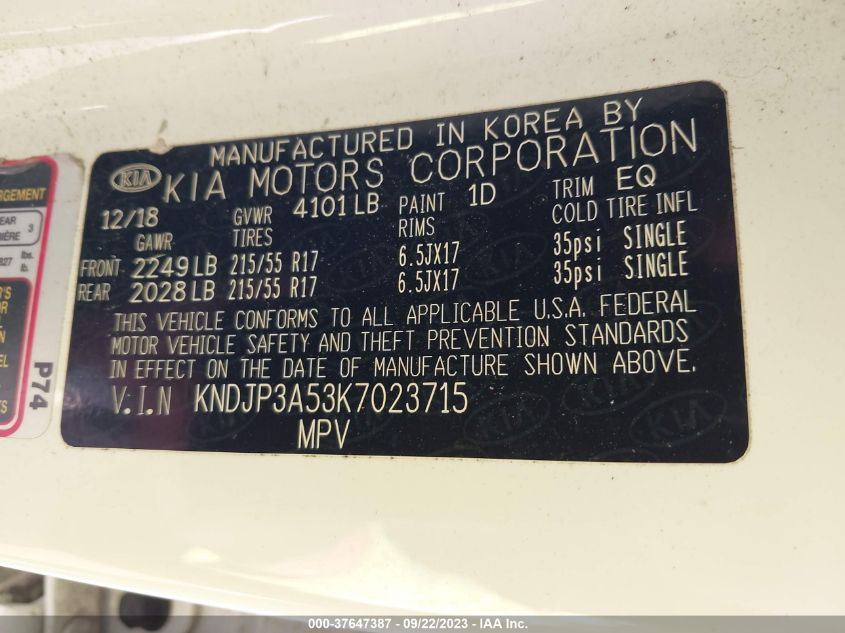 MANUFACTURED IN KOREA BY
KIA KIA MOTORS CORPORATION
12/18 GVWR 4101 LB PAINT 1D TRIM EQ
GAWR TIRES RIMS COLD TIRE INFL
FRONT 2249 LB 215/55 R17 6.5JX17 35psi SINGLE
REAR 2028 LB 215/55 R17 6.5JX17 35psi SINGLE
THIS VEHICLE CONFORMS TO ALL APPLICABLE U.S.A. FEDERAL
MOTOR VEHICLE SAFETY AND THEFT PREVENTION STANDARDS
IN EFFECT ON THE DATE OF MANUFACTURE SHOWN ABOVE.
V.I.N KNDJP3A53K7023715
MPV
3
lbs.
lb.
P74
000-37647387 - 09/22/2023 - IAA Inc.